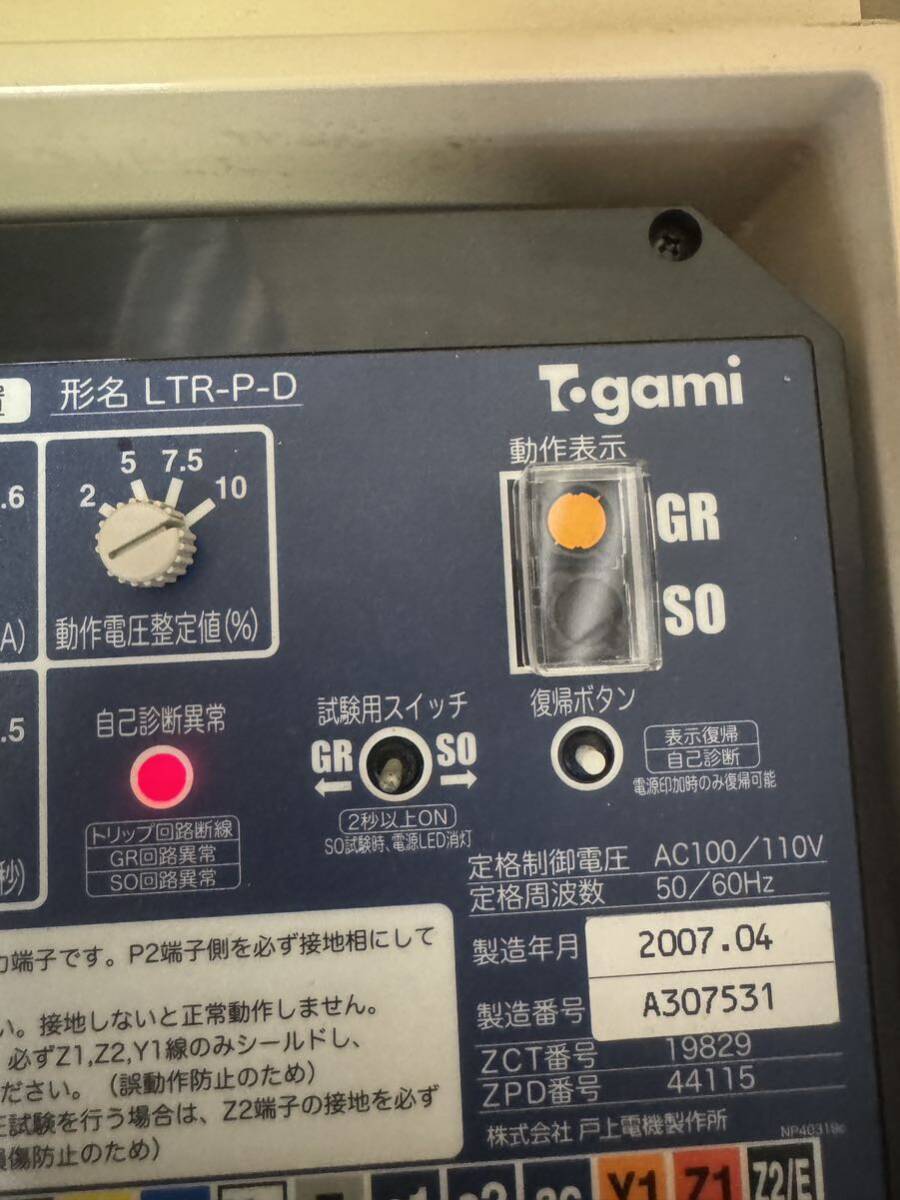 形名 LTR-P-D
Togami
動作表示
GR
SO
.6
2 5 7.5 10
A)
動作電圧整定値(%)
.5
自己診断異常
トリップ回路断線
GR回路異常
SO回路異常
試験用スイッチ
GR SO
2秒以上ON
SO試験時、電源LED消灯
復帰ボタン
表示復帰
自己診断
電源印加時のみ復帰可能
秒)
定格制御電圧 AC100/110V
定格周波数 50/60Hz
製造年月 2007.04
製造番号 A307531
ZCT番号 19829
ZPD番号 44115
株式会社 戸上電機製作所
NP40319c
力端子です。P2端子側を必ず接地相にして
い。接地しないと正常動作しません。
必ずZ1,Z2,Y1線のみシールドし、
ださい。（誤動作防止のため）
試験を行う場合は、Z2端子の接地を必ず
損傷防止のため）
Y1 Z1 Z2/E